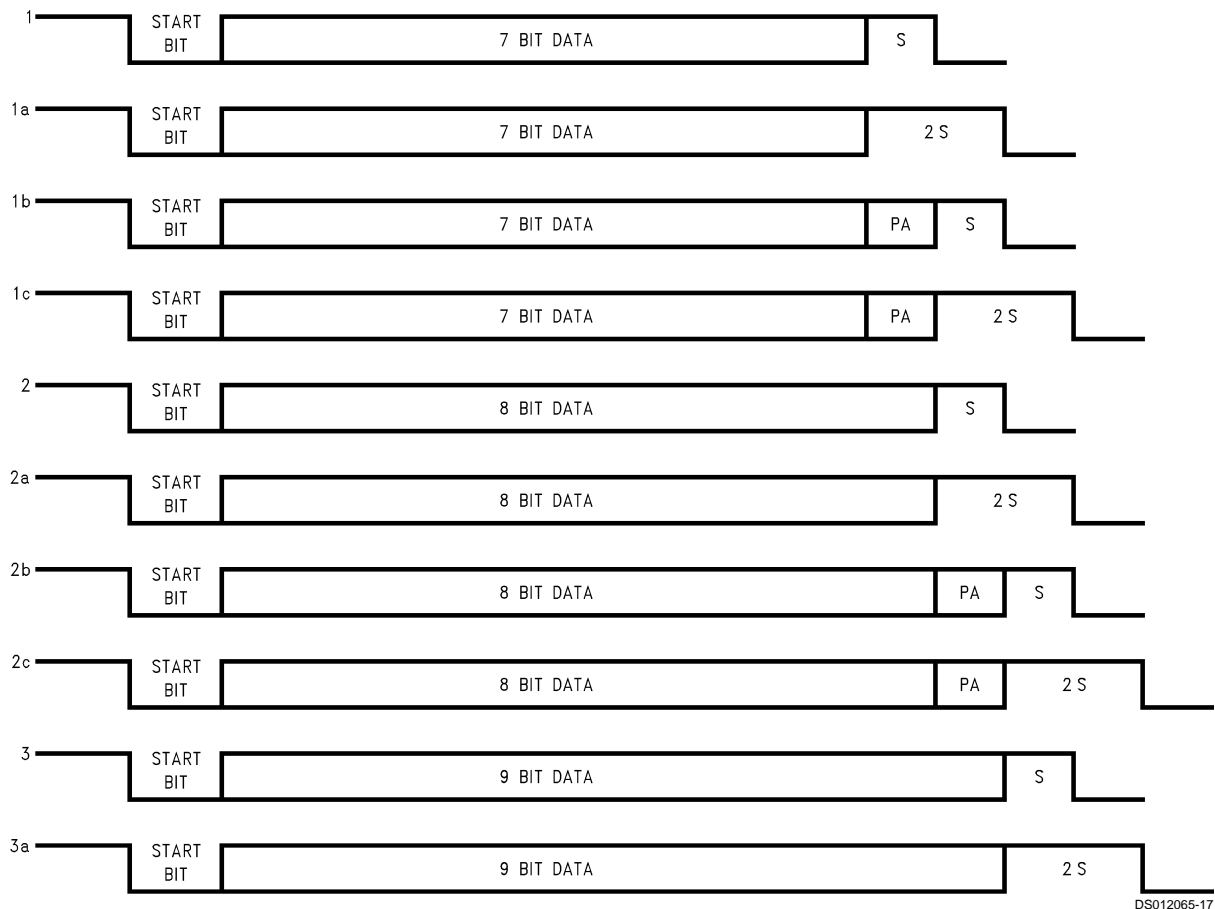 1 START BIT 7 BIT DATA S
1a START BIT 7 BIT DATA 2 S
1b START BIT 7 BIT DATA PA S
1c START BIT 7 BIT DATA PA 2 S
2 START BIT 8 BIT DATA S
2a START BIT 8 BIT DATA 2 S
2b START BIT 8 BIT DATA PA S
2c START BIT 8 BIT DATA PA 2 S
3 START BIT 9 BIT DATA S
3a START BIT 9 BIT DATA 2 S
DS012065-17